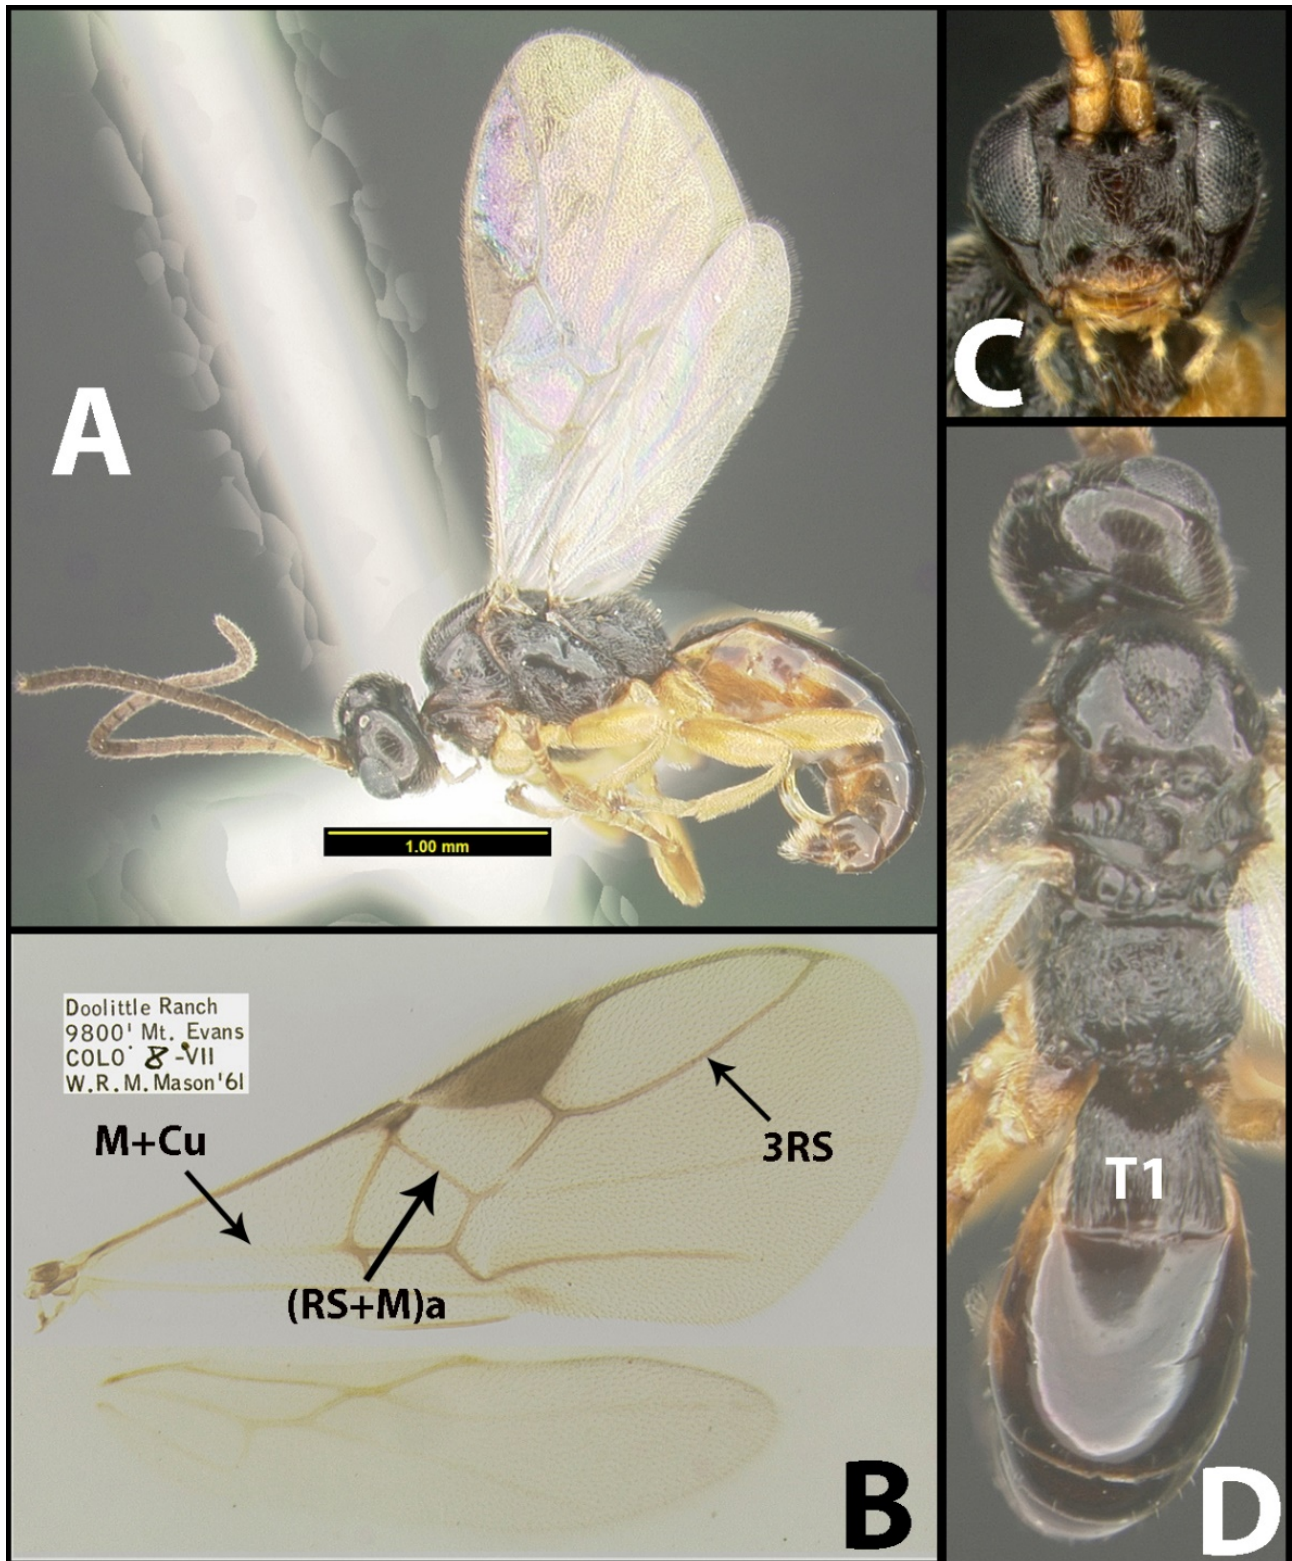 A
1.00 mm
C
Doolittle Ranch
9800' Mt. Evans
COLO 8-VII
W.R.M.Mason'61
M+Cu
(RS+M)a
3RS
B
T1
D